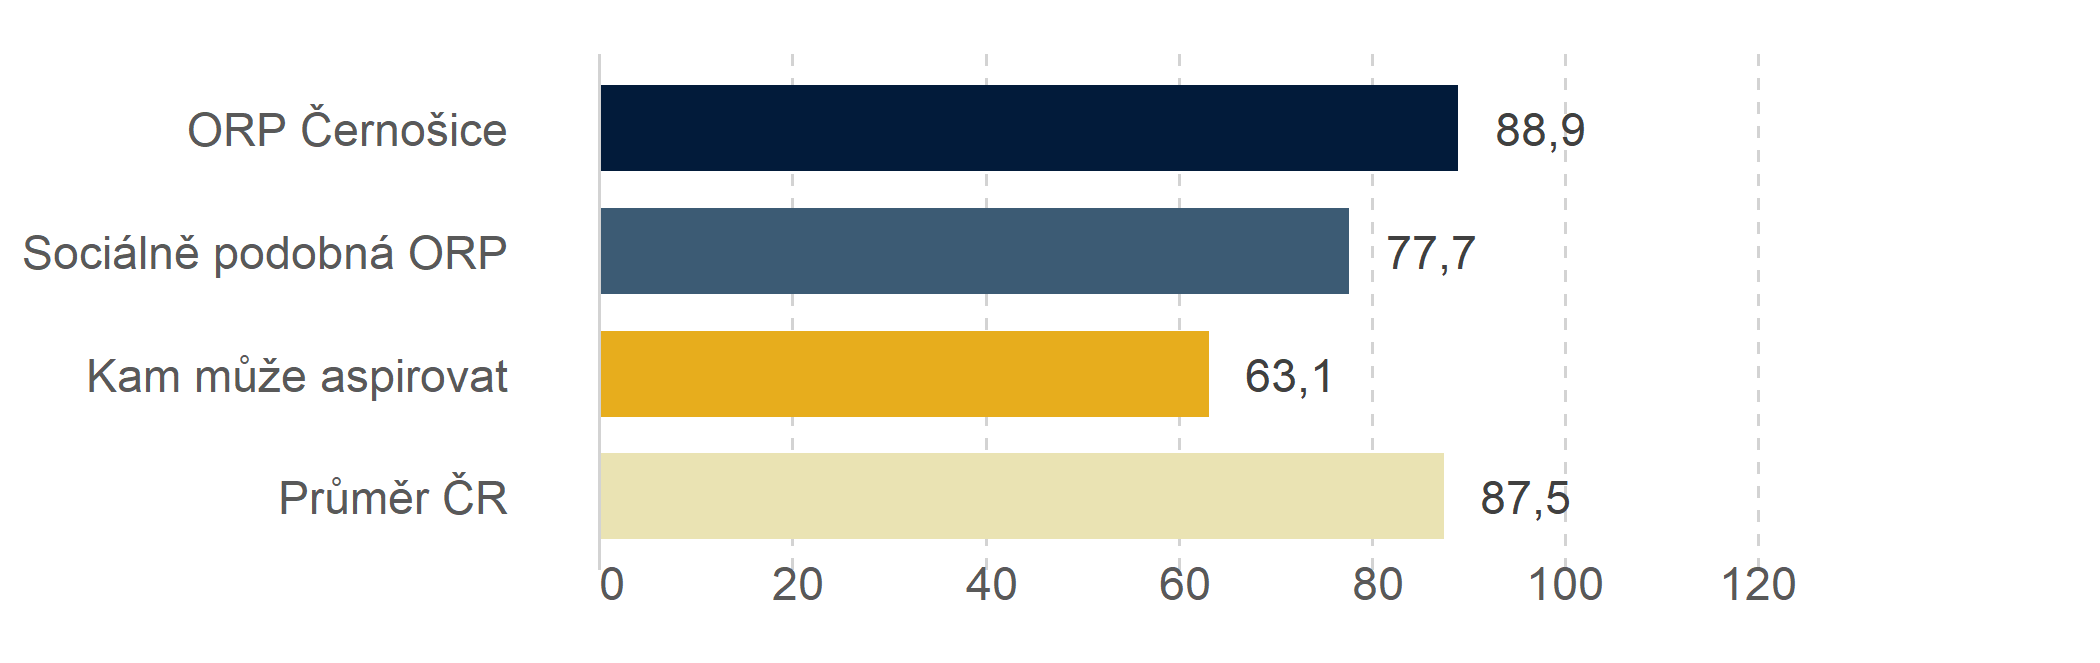 ORP Černošice 88,9
Sociálně podobná ORP 77,7
Kam může aspirovat 63,1
Průměr ČR 87,5
0 20 40 60 80 100 120